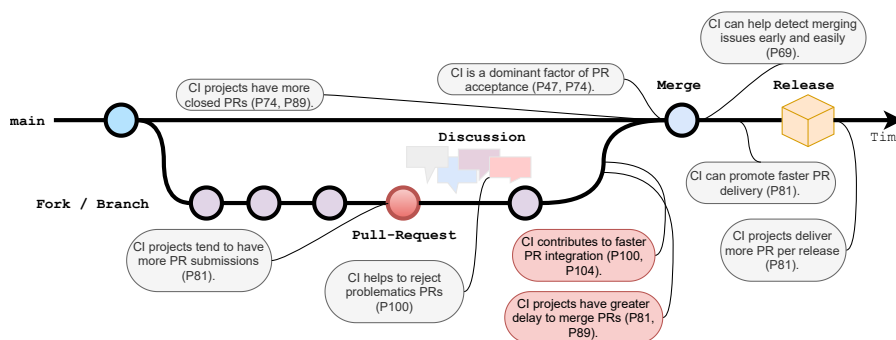 CI can help detect merging
issues early and easily
(P69).
CI is a dominant factor of PR
acceptance (P47, P74).
Merge
Release
CI projects have more
closed PRs (P74, P89).
main
Tim
Discussion
CI can promote faster PR
delivery (P81).
Fork / Branch
Pull-Request
CI projects tend to have
more PR submissions
(P81).
CI contributes to faster
PR integration (P100,
P104).
CI projects deliver
more PR per release
(P81).
CI helps to reject
problematics PRs
(P100)
CI projects have greater
delay to merge PRs (P81,
P89).